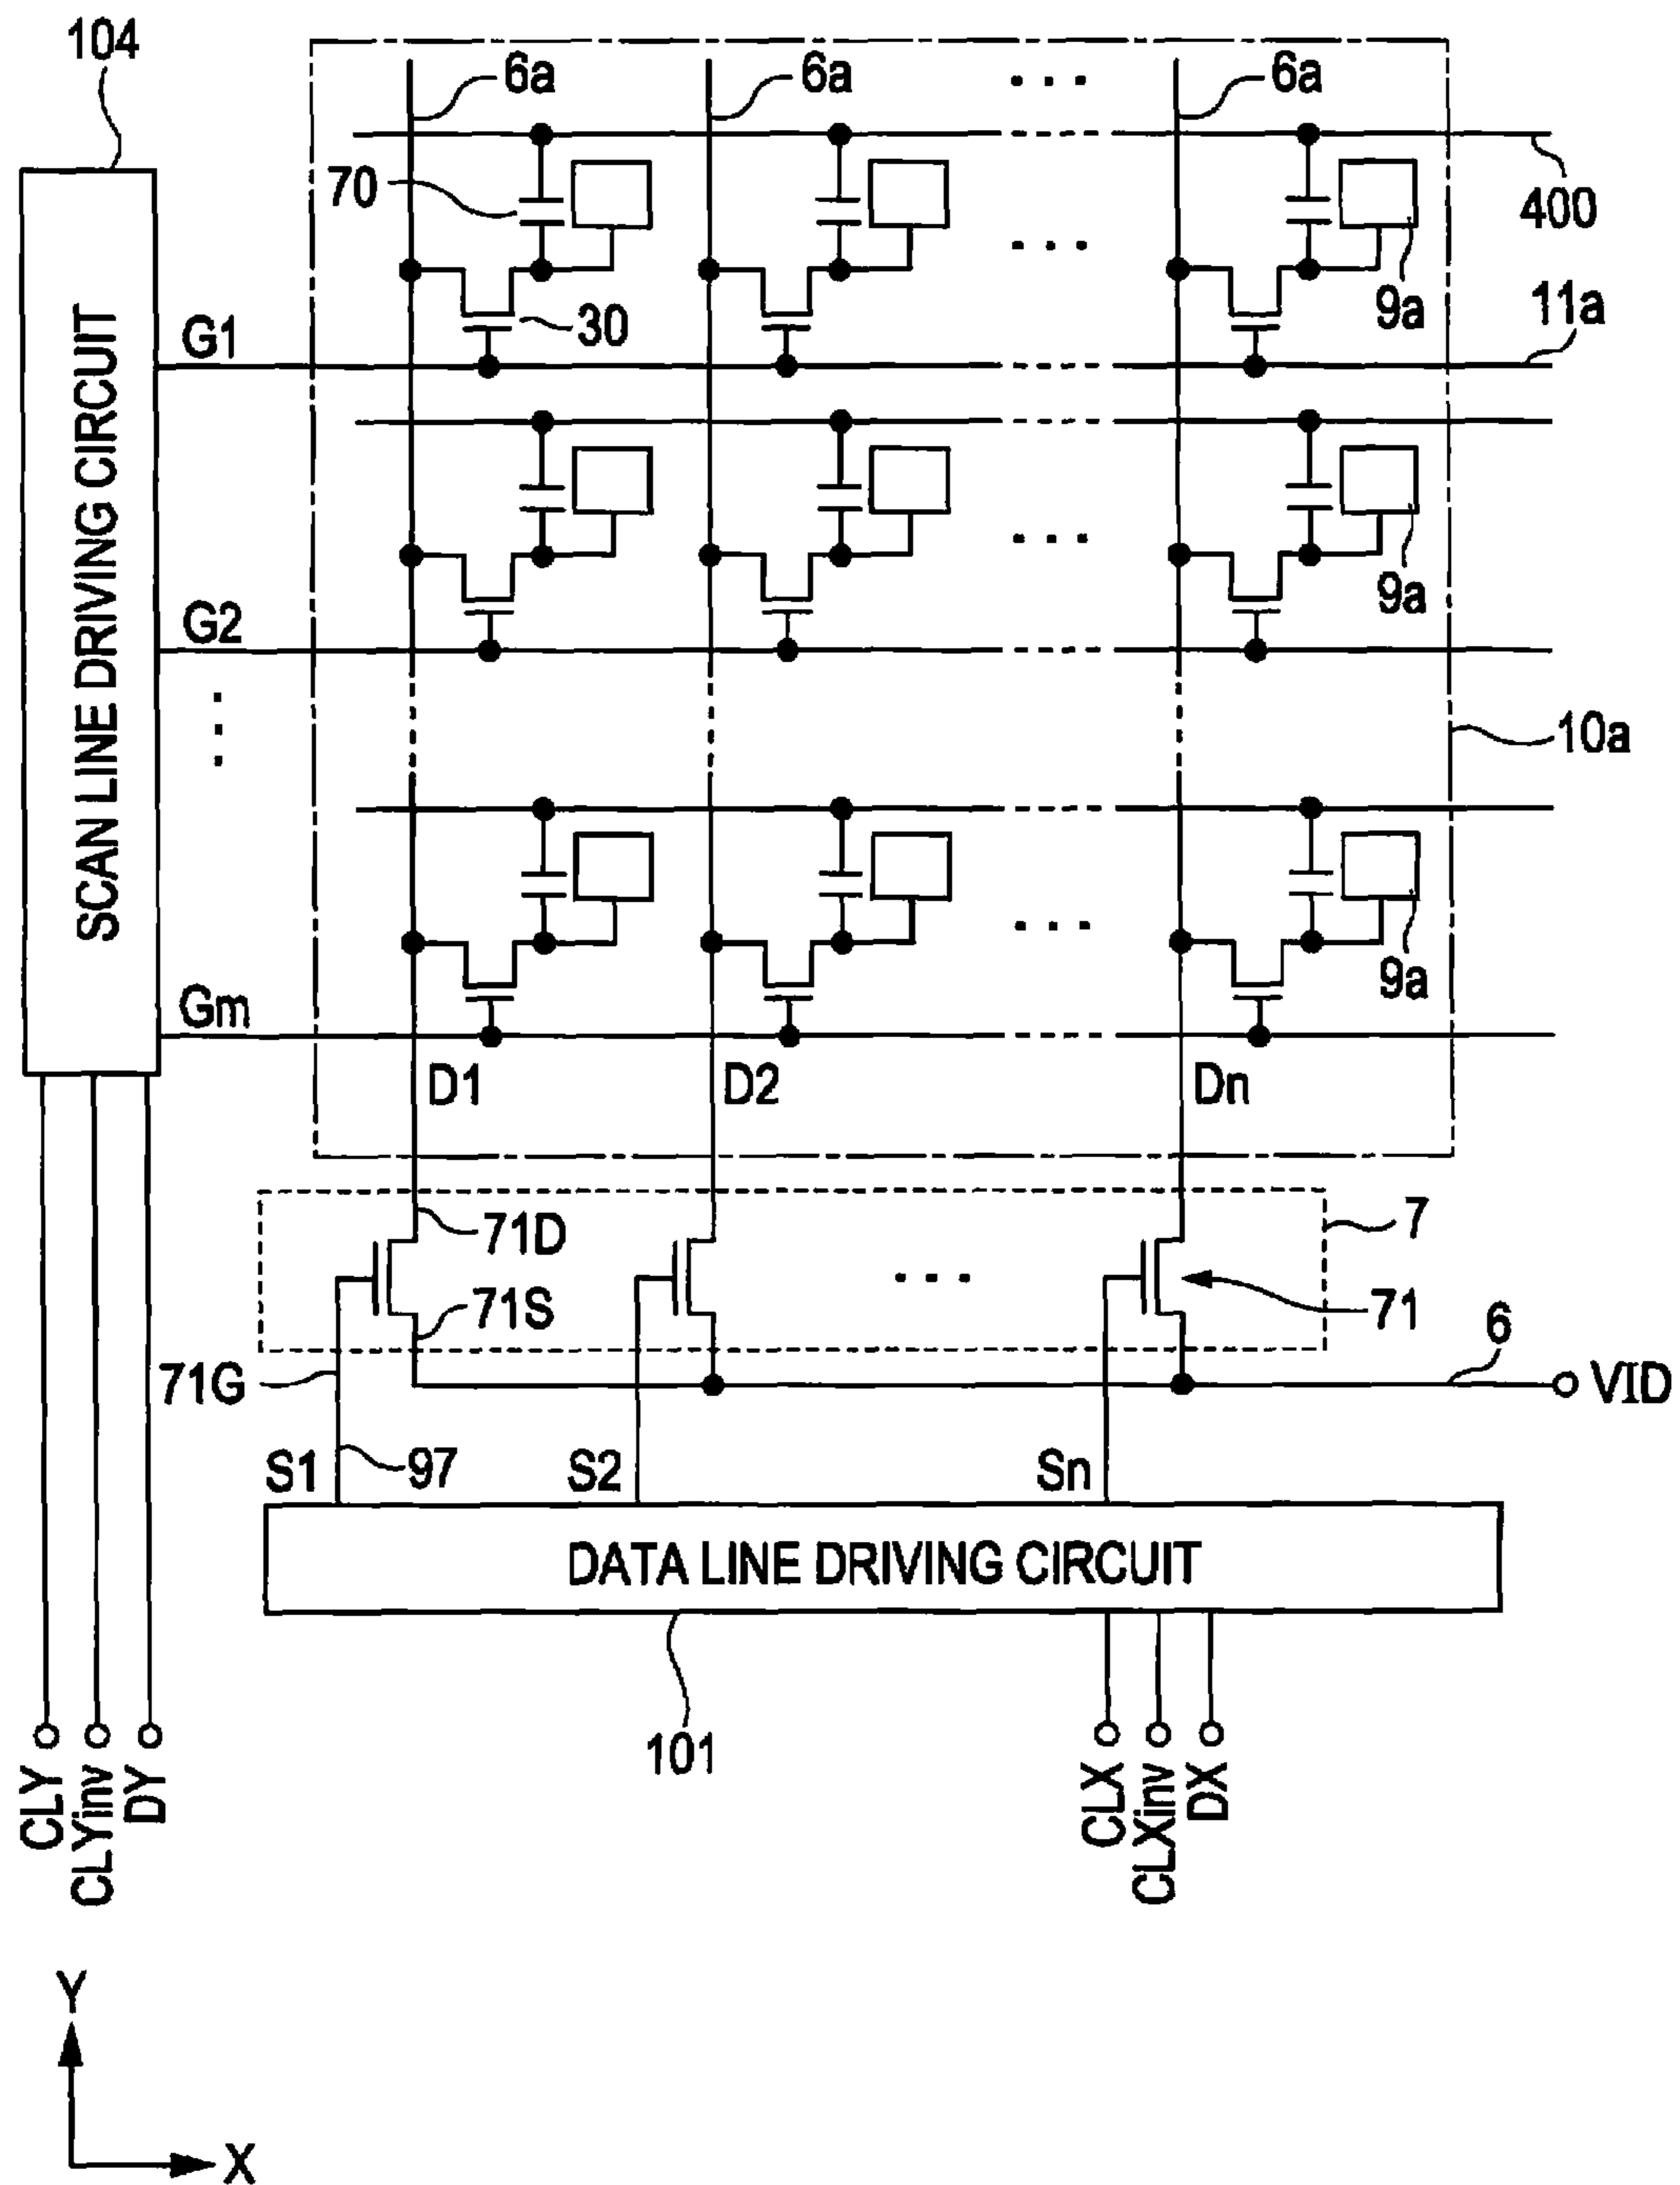 104
6a
6a
. . .
6a
70
400
. . .
30
9a
11a
G1
SCAN LINE DRIVING CIRCUIT
. . .
9a
G2
. . .
10a
. . .
9a
Gm
D1
D2
Dn
71D
7
. . .
71S
71
6
71G
VID
S1
97
S2
Sn
DATA LINE DRIVING CIRCUIT
101
CLY
CLYinv
DY
CLX
CLXinv
DX
Y
X